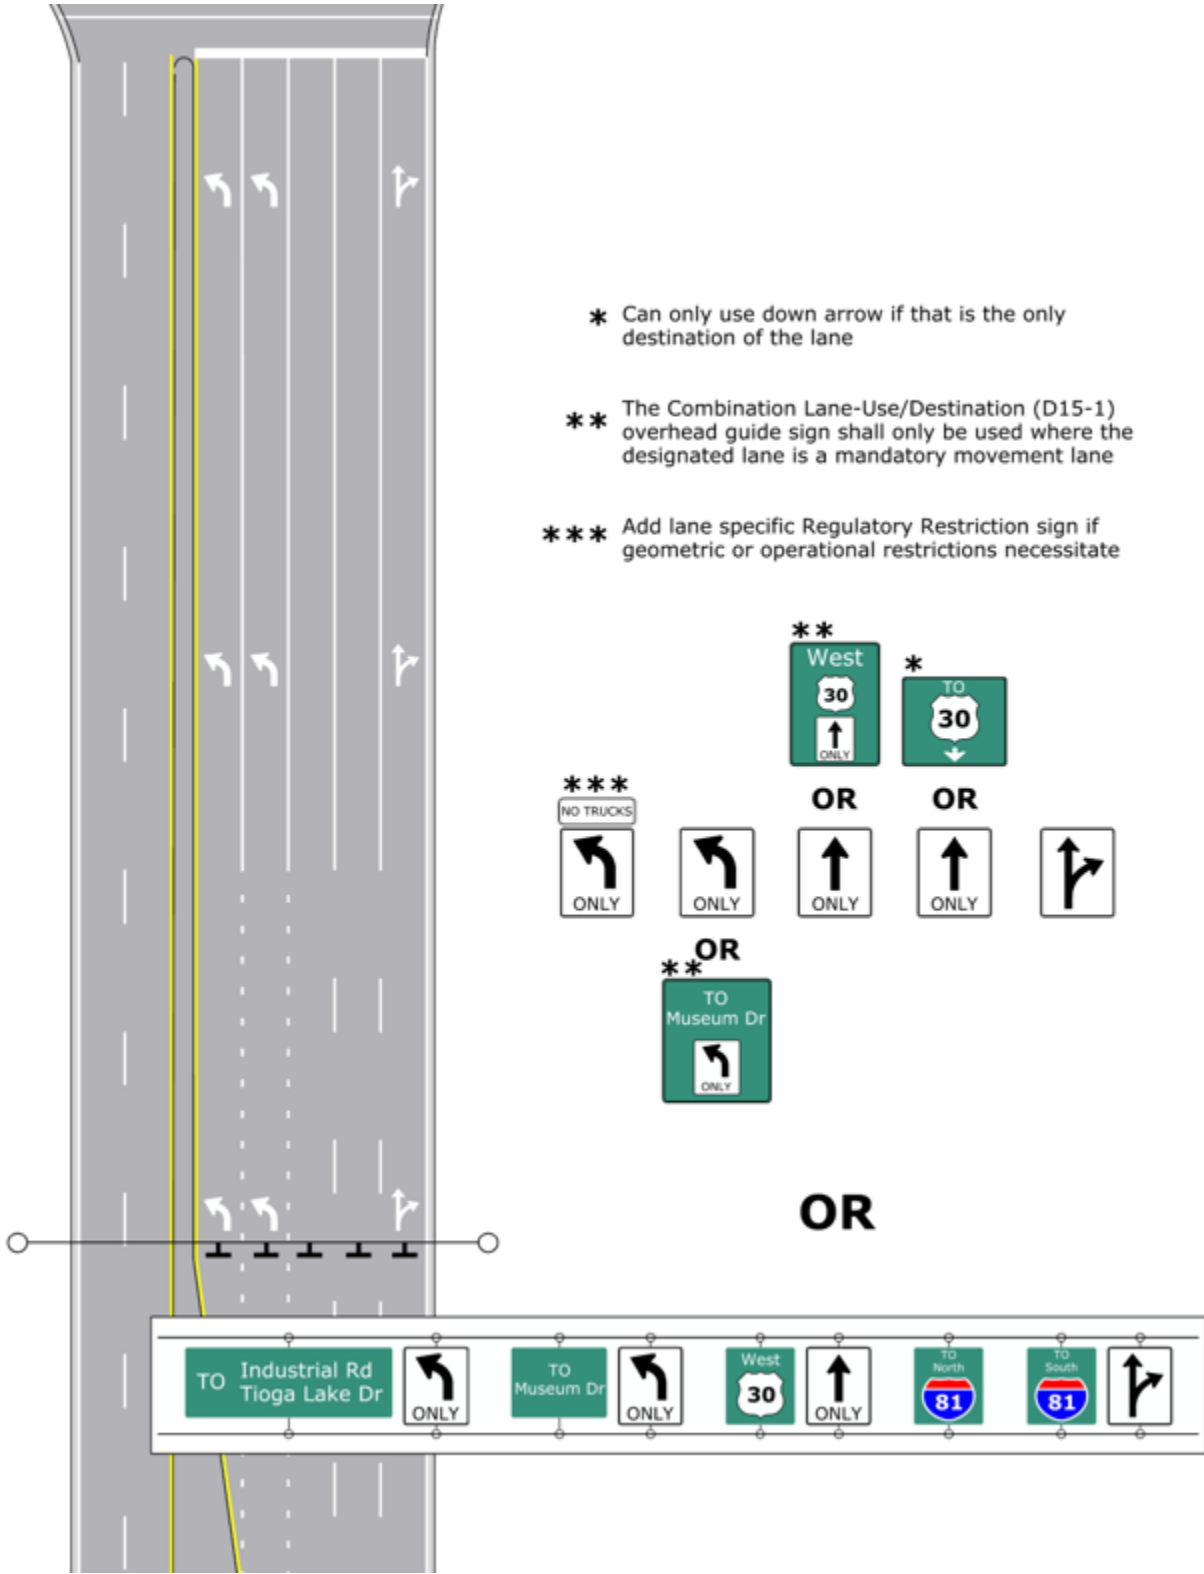 * Can only use down arrow if that is the only
destination of the lane
** The Combination Lane-Use/Destination (D15-1)
overhead guide sign shall only be used where the
designated lane is a mandatory movement lane
*** Add lane specific Regulatory Restriction sign if
geometric or operational restrictions necessitate
**
West
30
ONLY
*
TO
30
***
NO TRUCKS
OR
OR
ONLY
ONLY
ONLY
ONLY
OR
**
TO
Museum Dr
ONLY
OR
TO Industrial Rd
Tioga Lake Dr
ONLY
TO
Museum Dr
ONLY
West
30
ONLY
TO
North
81
TO
South
81